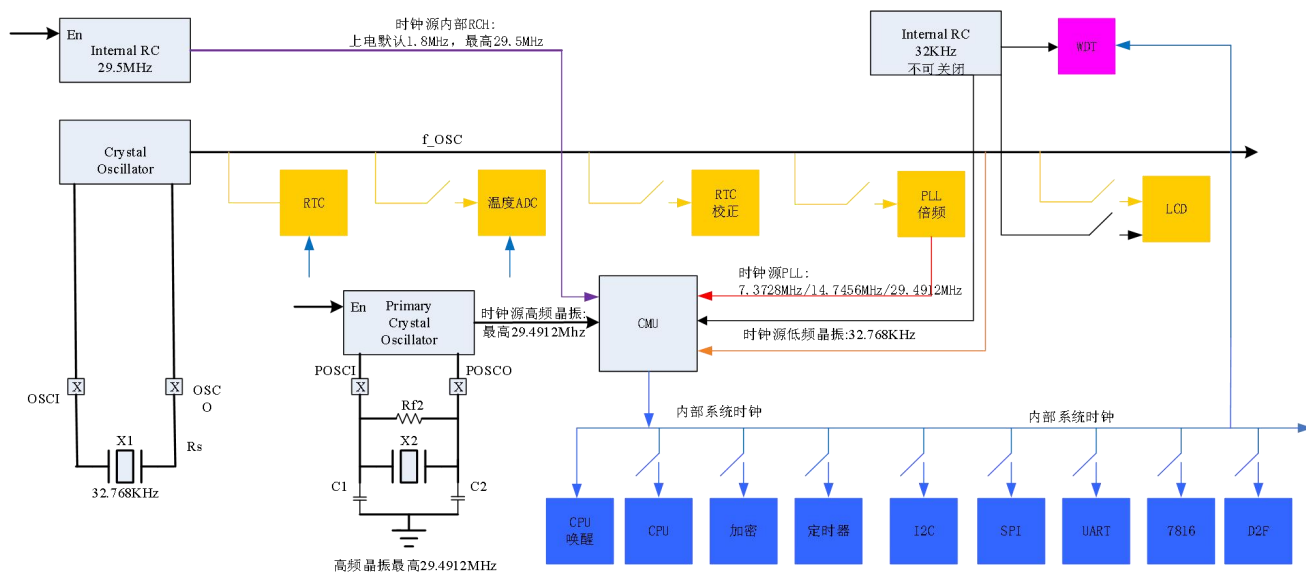 En
Internal RC
29.5MHz
时钟源内部RCH:
上电默认1.8MHz，最高29.5MHz
Internal RC
32KHz
不可关闭
WDT
Crystal
Oscillator
f_OSC
RTC
温度ADC
RTC
校正
PLL
倍频
LCD
En
Primary
Crystal
Oscillator
时钟源高频晶振:
最高29.4912Mhz
CMU
时钟源PLL:
7.3728MHz/14.7456MHz/29.4912MHz
时钟源低频晶振:32.768KHz
POSCI
POSCO
X
X
X
X
OSCI
OSC
O
Rf2
X1
Rs
X2
32.768KHz
C1
C2
高频晶振最高29.4912MHz
内部系统时钟
内部系统时钟
CPU
唤醒
CPU
加密
定时器
I2C
SPI
UART
7816
D2F